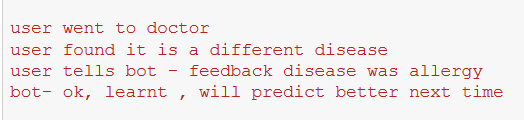 user went to doctor
user found it is a different disease
user tells bot - feedback disease was allergy
bot- ok, learnt , will predict better next time